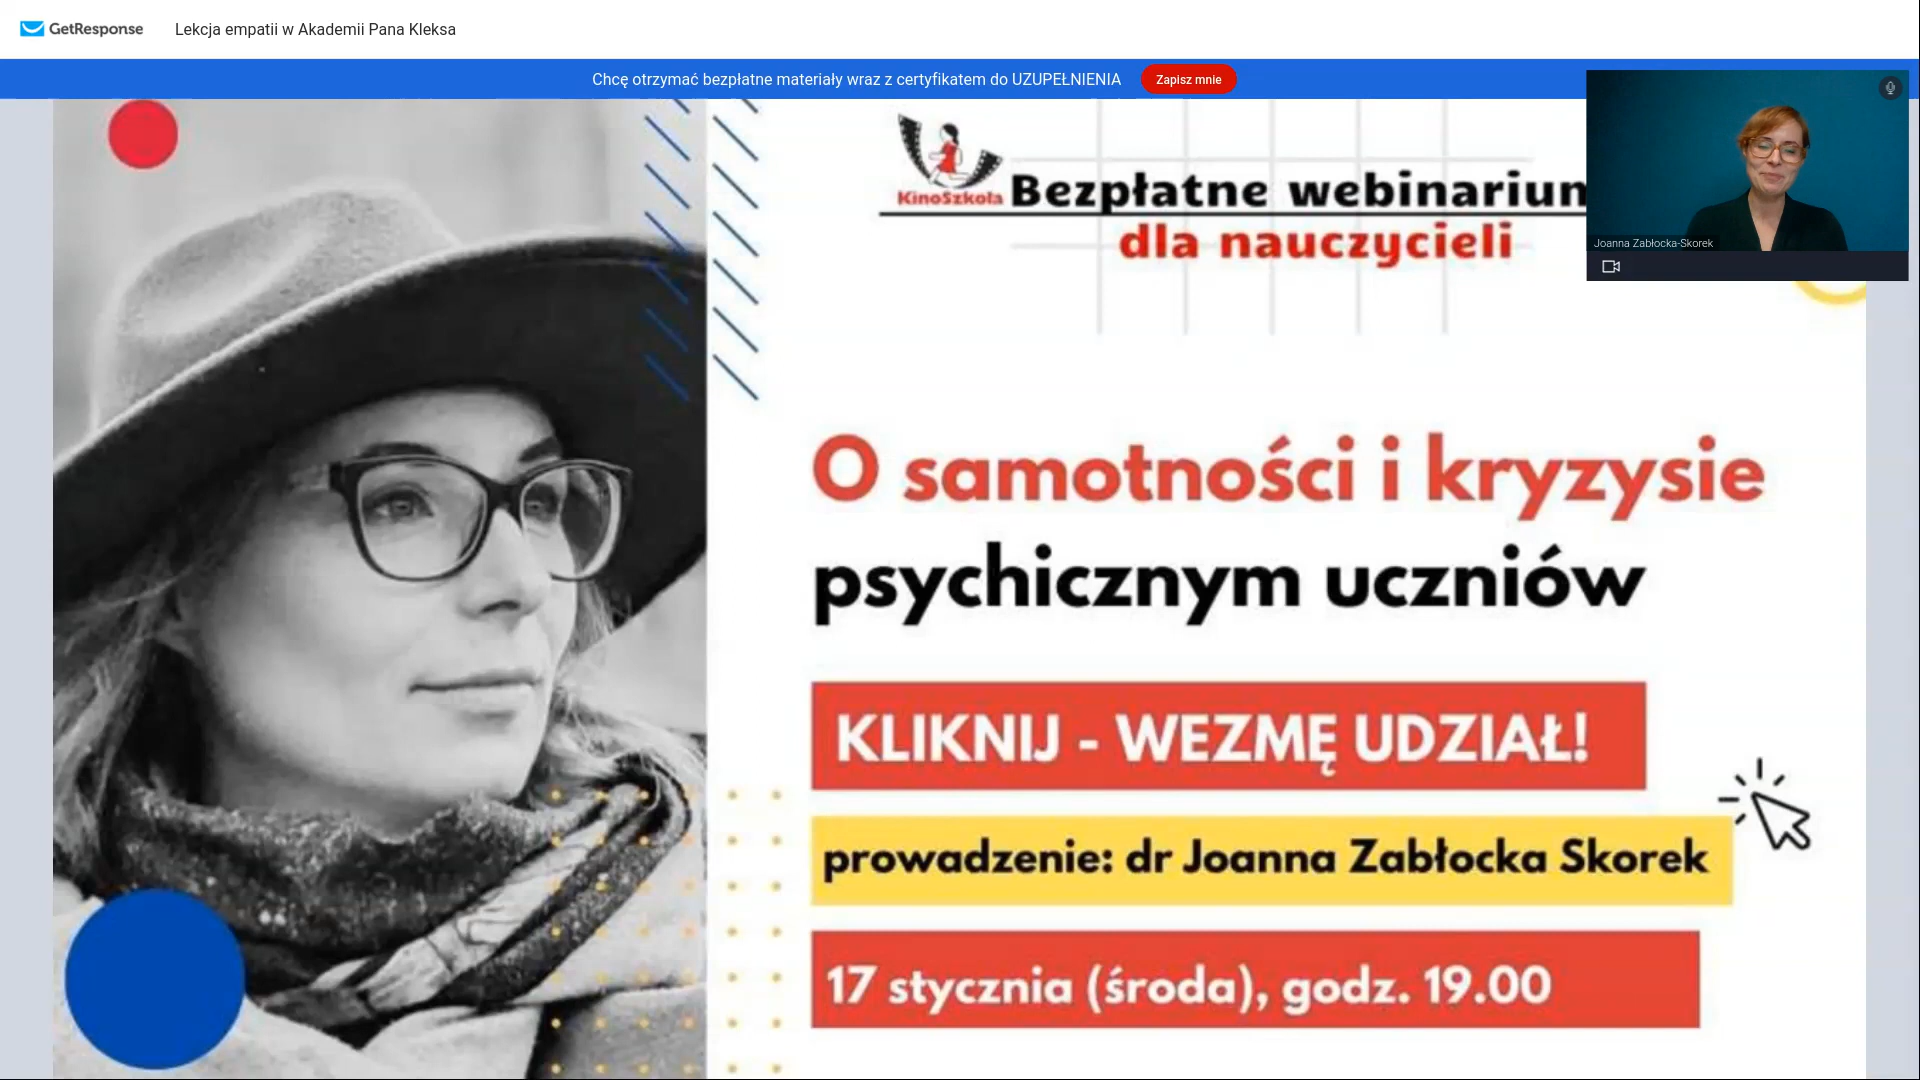 GetResponse
Lekcja empatii w Akademii Pana Kleksa
Chcę otrzymać bezpłatne materiały wraz z certyfikatem do UZUPEŁNIENIA
Zapisz mnie
KinoSzkoła
Bezpłatne webinarium
dla nauczycieli
Joanna Zabłocka-Skorek
O samotności i kryzysie
psychicznym uczniów
KLIKNIJ - WEZMĘ UDZIAŁ!
prowadzenie: dr Joanna Zabłocka Skorek
17 stycznia (środa), godz. 19.00